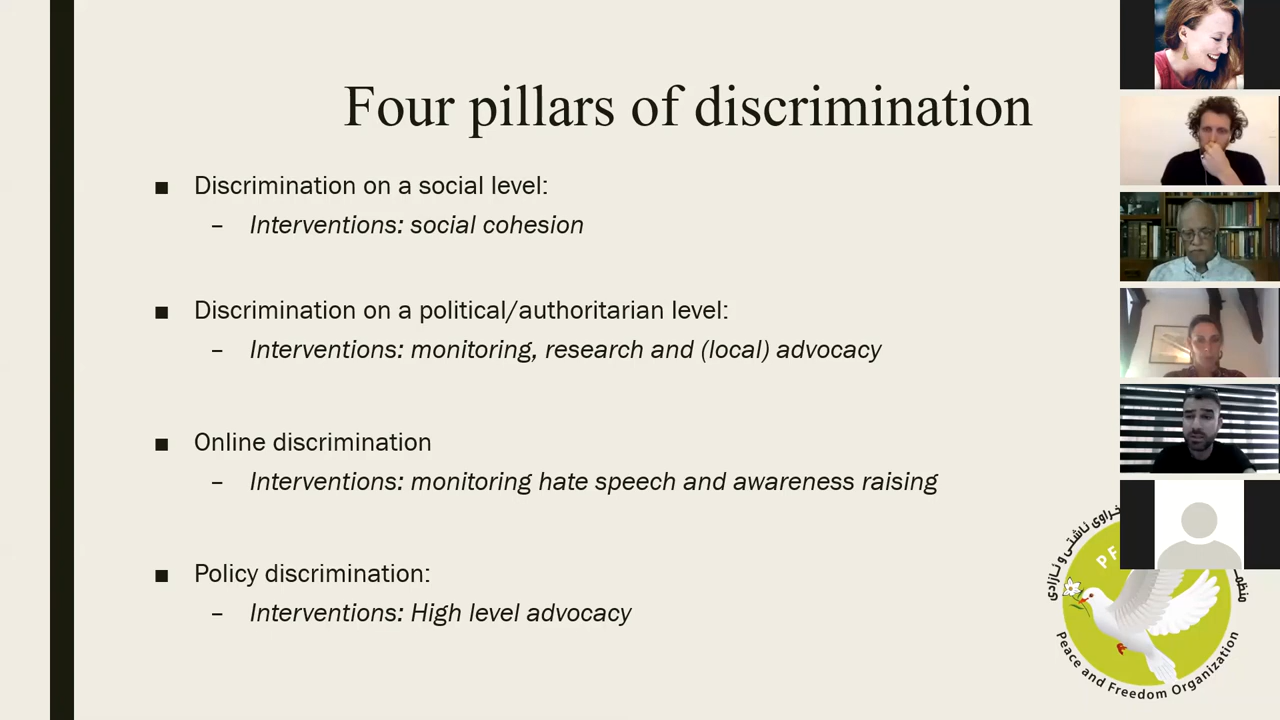 Four pillars of discrimination
■ Discrimination on a social level:
– Interventions: social cohesion
■ Discrimination on a political/authoritarian level:
– Interventions: monitoring, research and (local) advocacy
■ Online discrimination
– Interventions: monitoring hate speech and awareness raising
■ Policy discrimination:
– Interventions: High level advocacy
ئاشتی و ئازادی
Peace and Freedom Organization